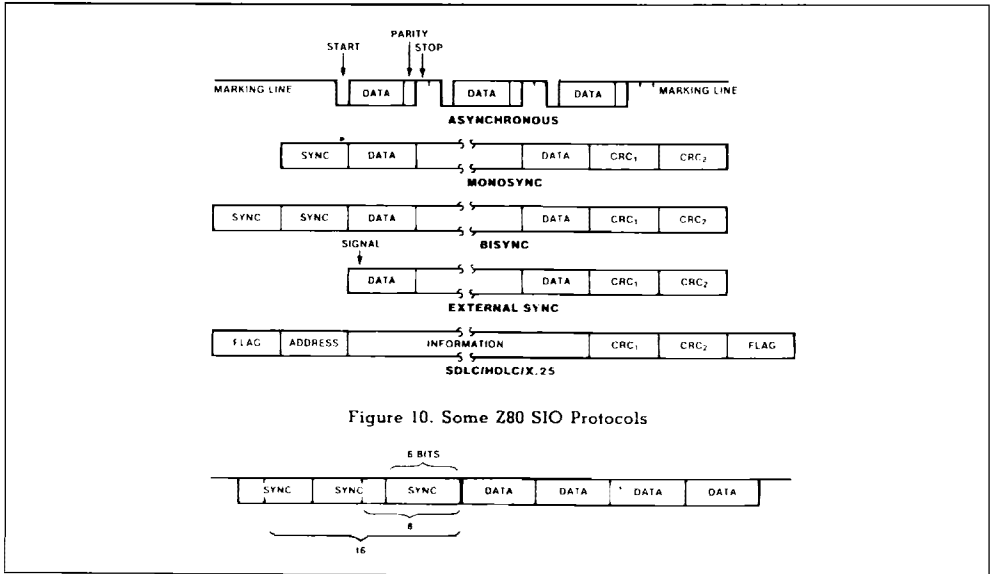 PARITY
START STOP
MARKING LINE DATA DATA DATA MARKING LINE
ASYNCHRONOUS
SYNC DATA DATA CRC1 CRC2
MONOSYNC
SYNC SYNC DATA DATA CRC1 CRC2
BISYNC
SIGNAL
DATA DATA CRC1 CRC2
EXTERNAL SYNC
FLAG ADDRESS INFORMATION CRC1 CRC2 FLAG
SDLC/HDLC/X.25
Figure 10. Some Z80 SIO Protocols
6 BITS
SYNC SYNC SYNC DATA DATA DATA DATA
8
16